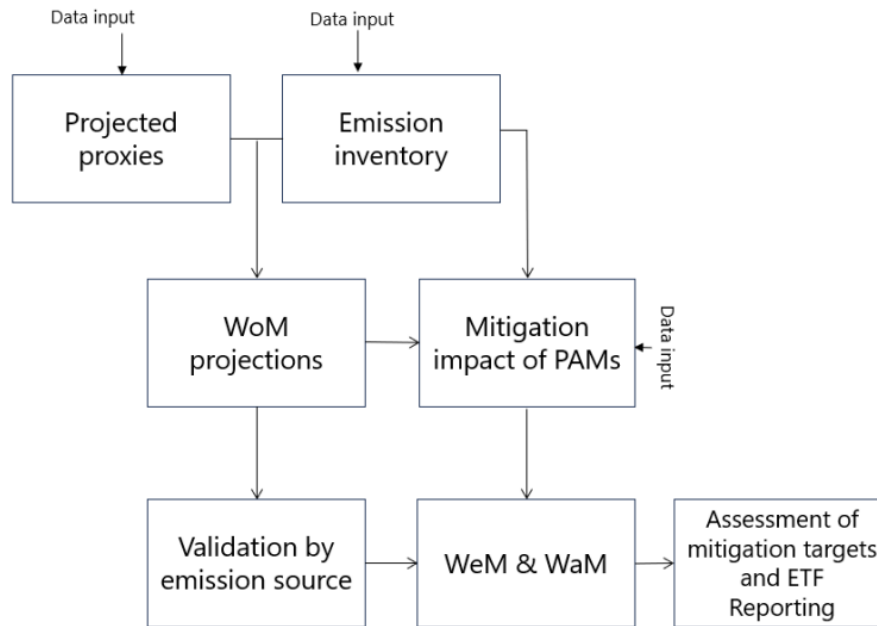 Data input
Data input
Projected
proxies
Emission
inventory
WoM
projections
Mitigation
impact of PAMs
Data input
Validation by
emission source
WeM & WaM
Assessment of
mitigation targets
and ETF
Reporting